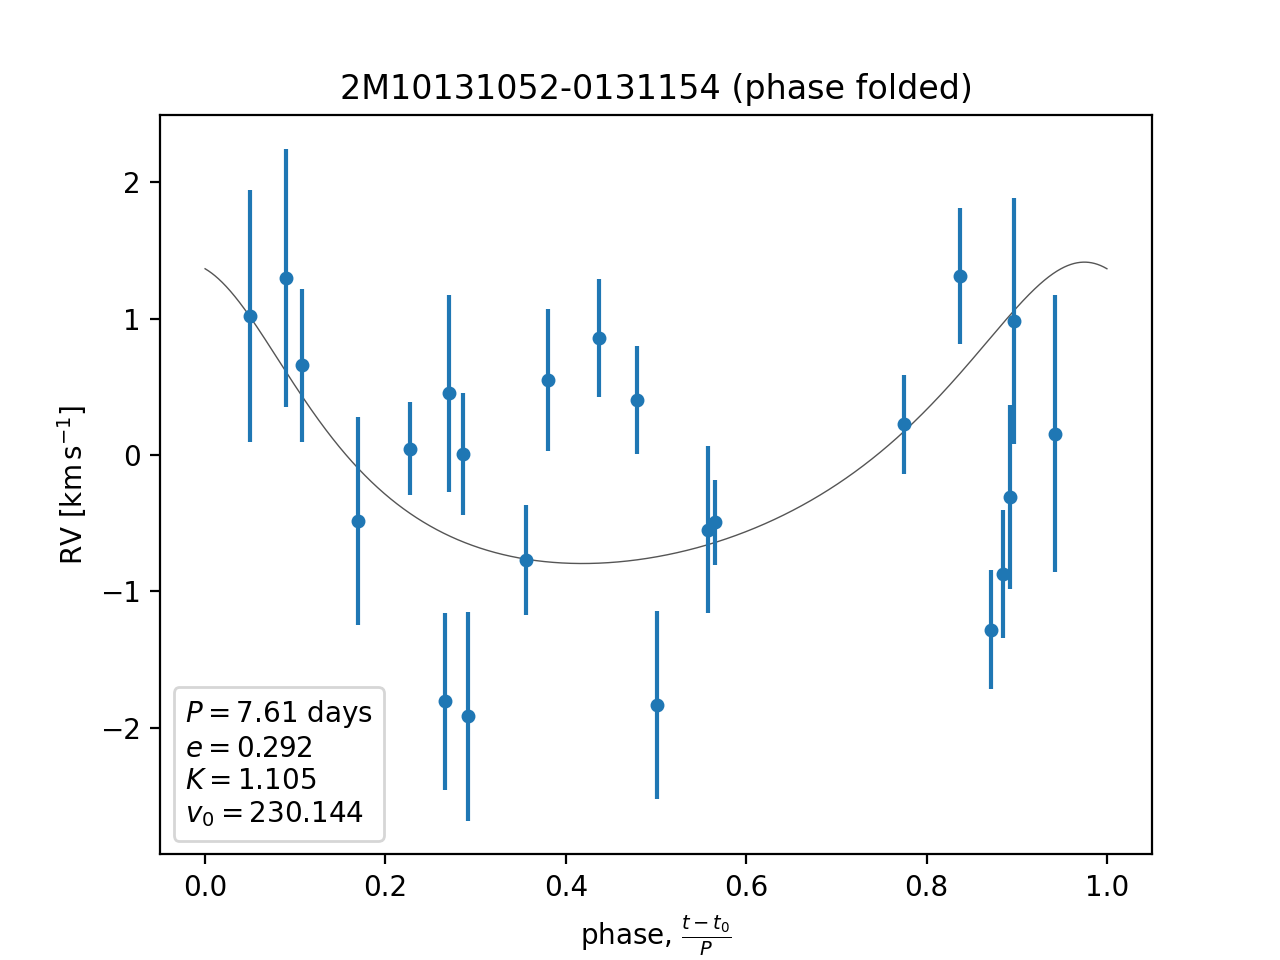 2M10131052-0131154 (phase folded)
RV [km s⁻¹]
2
1
0
−1
−2
P = 7.61 days
e = 0.292
K = 1.105
v₀ = 230.144
0.0 0.2 0.4 0.6 0.8 1.0
phase, (t − t₀)/P